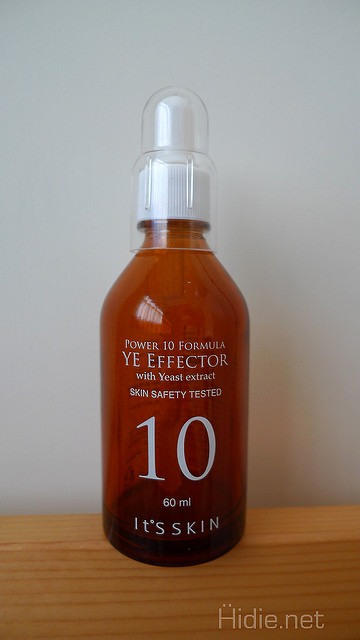 POWER 10 FORMULA
YE EFFECTOR
with Yeast extract
SKIN SAFETY TESTED
10
60 ml
It'S SKIN
Hidie.net